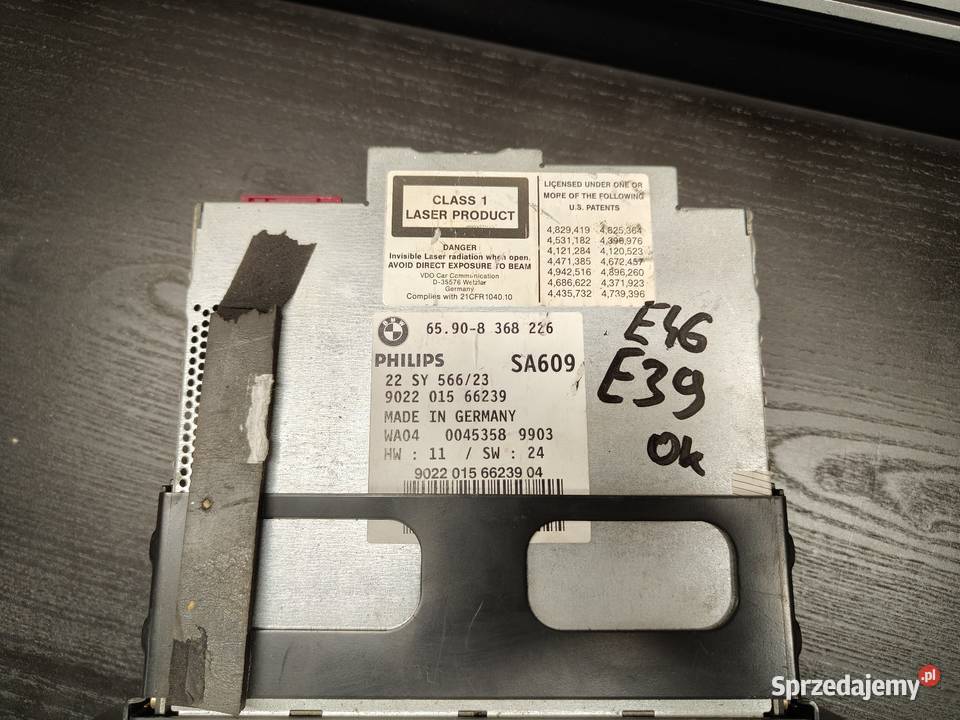 CLASS 1
LASER PRODUCT
DANGER
Invisible Laser radiation when open.
AVOID DIRECT EXPOSURE TO BEAM
VDO Car Communication
D-35576 Wetzlar
Germany
Complies with 21CFR1040.10
LICENSED UNDER ONE OR
MORE OF THE FOLLOWING
U.S. PATENTS
4,829,419 4,825,364
4,531,182 4,398,976
4,121,284 4,120,523
4,471,385 4,672,457
4,942,516 4,896,260
4,686,622 4,371,923
4,435,732 4,739,396
BMW 65.90-8 368 226
PHILIPS SA609
22 SY 566/23
9022 015 66239
MADE IN GERMANY
WA04 0045358 9903
HW : 11 / SW : 24
9022 015 66239 04
E46
E39
Ok
Sprzedajemy.pl